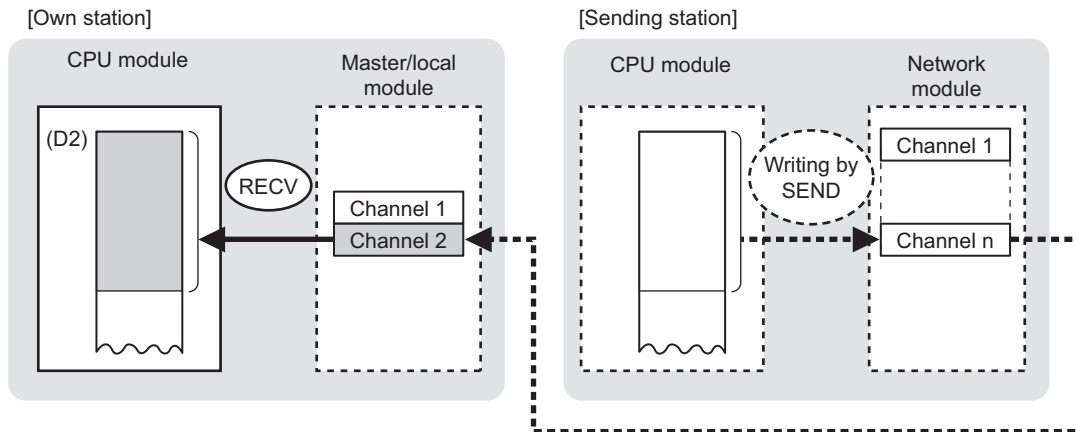 [Own station]
[Sending station]
CPU module
Master/local
module
CPU module
Network
module
(D2)
RECV
Channel 1
Channel 2
Writing by
SEND
Channel 1
Channel n